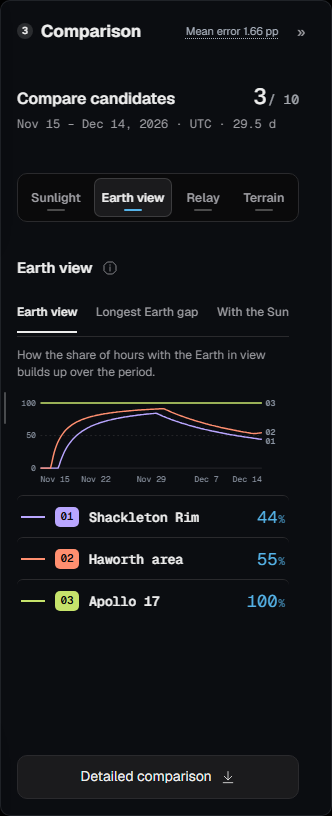 3 Comparison Mean error 1.66 pp »
Compare candidates 3 / 10
Nov 15 – Dec 14, 2026 · UTC · 29.5 d
Sunlight Earth view Relay Terrain
Earth view
Earth view Longest Earth gap With the Sun
How the share of hours with the Earth in view
builds up over the period.
100 03
50 02
01
0
Nov 15 Nov 22 Nov 29 Dec 7 Dec 14
01 Shackleton Rim 44%
02 Haworth area 55%
03 Apollo 17 100%
Detailed comparison